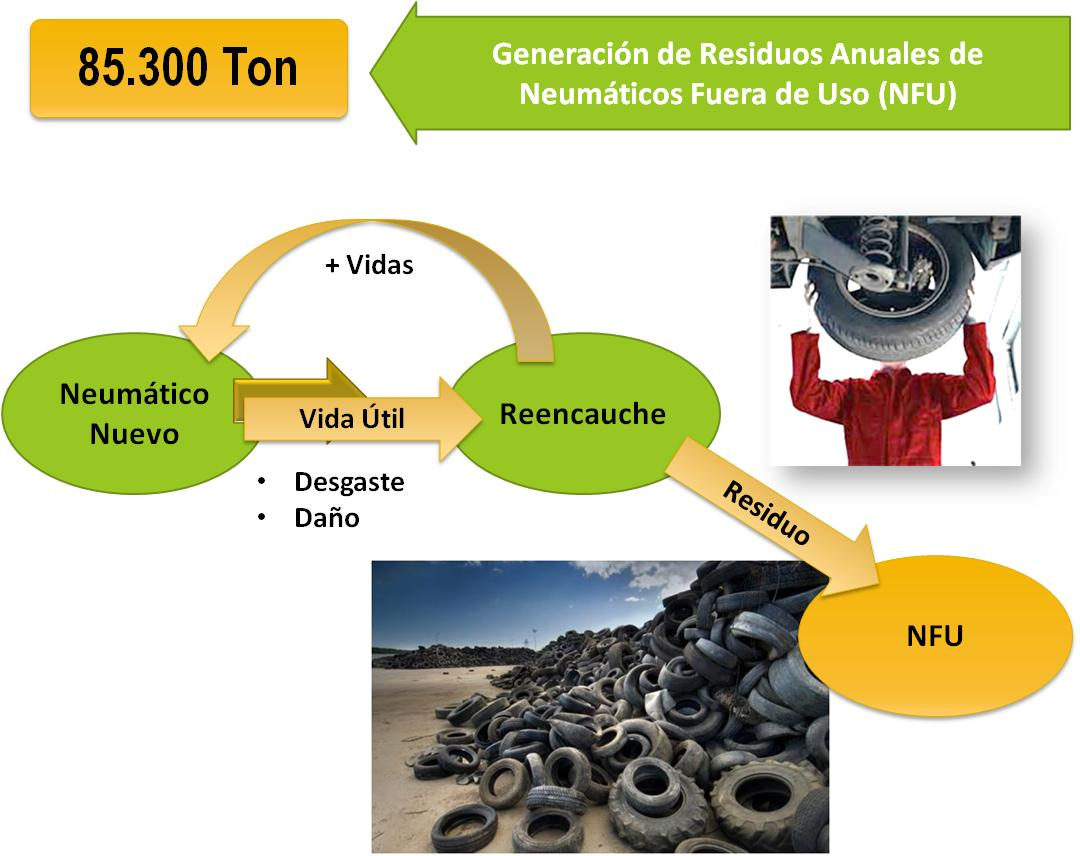 85.300 Ton
Generación de Residuos Anuales de
Neumáticos Fuera de Uso (NFU)
+ Vidas
Neumático
Nuevo
Vida Útil
Reencauche
• Desgaste
• Daño
Residuo
NFU